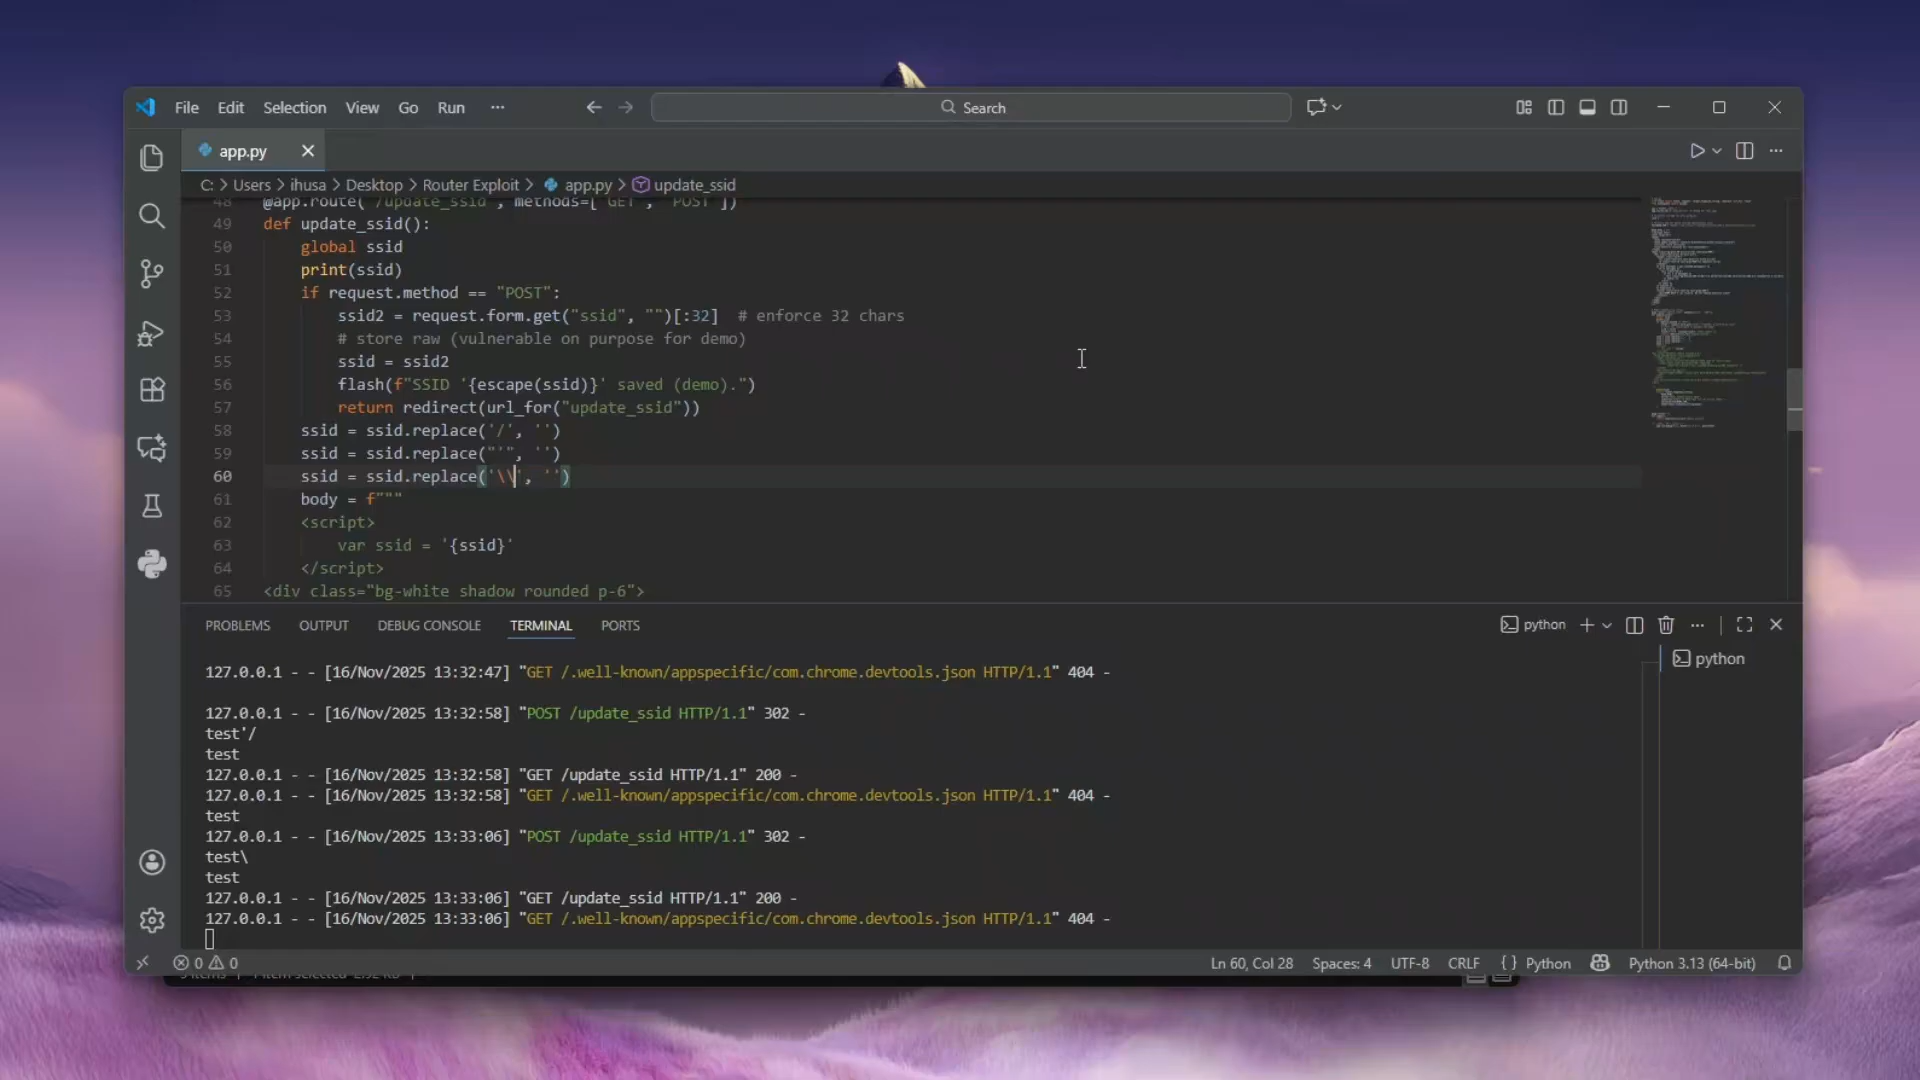 File Edit Selection View Go Run ··· Search
app.py
C: > Users > ihusa > Desktop > Router Exploit > app.py > update_ssid
48 @app.route("/update_ssid", methods=["GET", "POST"])
49 def update_ssid():
50 global ssid
51 print(ssid)
52 if request.method == "POST":
53 ssid2 = request.form.get("ssid", "")[:32] # enforce 32 chars
54 # store raw (vulnerable on purpose for demo)
55 ssid = ssid2
56 flash(f"SSID '{escape(ssid)}' saved (demo).")
57 return redirect(url_for("update_ssid"))
58 ssid = ssid.replace('/', '')
59 ssid = ssid.replace("'", '')
60 ssid = ssid.replace('\\', '')
61 body = f"""
62 <script>
63 var ssid = '{ssid}'
64 </script>
65 <div class="bg-white shadow rounded p-6">
PROBLEMS OUTPUT DEBUG CONSOLE TERMINAL PORTS python
python
127.0.0.1 - - [16/Nov/2025 13:32:47] "GET /.well-known/appspecific/com.chrome.devtools.json HTTP/1.1" 404 -
127.0.0.1 - - [16/Nov/2025 13:32:58] "POST /update_ssid HTTP/1.1" 302 -
test'/
test
127.0.0.1 - - [16/Nov/2025 13:32:58] "GET /update_ssid HTTP/1.1" 200 -
127.0.0.1 - - [16/Nov/2025 13:32:58] "GET /.well-known/appspecific/com.chrome.devtools.json HTTP/1.1" 404 -
test
127.0.0.1 - - [16/Nov/2025 13:33:06] "POST /update_ssid HTTP/1.1" 302 -
test\
test
127.0.0.1 - - [16/Nov/2025 13:33:06] "GET /update_ssid HTTP/1.1" 200 -
127.0.0.1 - - [16/Nov/2025 13:33:06] "GET /.well-known/appspecific/com.chrome.devtools.json HTTP/1.1" 404 -
0 0 Ln 60, Col 28 Spaces: 4 UTF-8 CRLF {} Python Python 3.13 (64-bit)